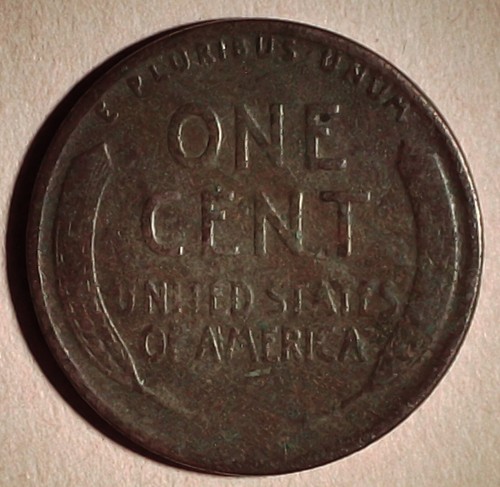 E PLURIBUS UNUM
ONE
CENT
UNITED STATES
OF AMERICA